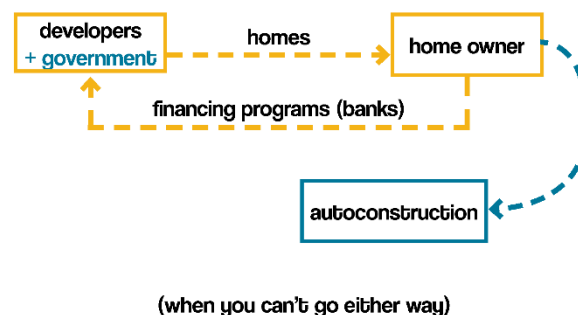 developers
+ government
homes
home owner
financing programs (banks)
autoconstruction
(when you can't go either way)